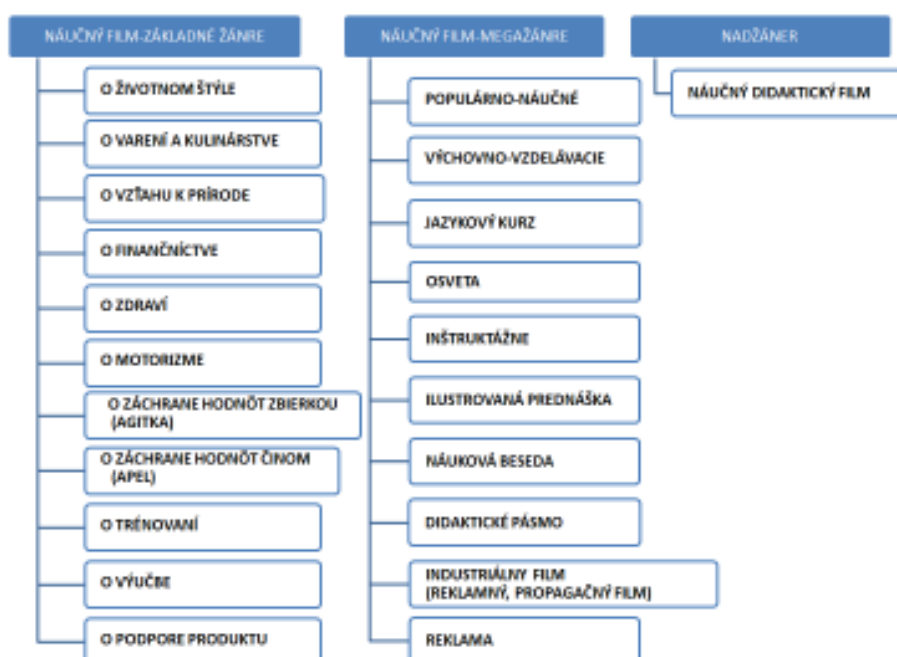 NÁUČNÝ FILM-ZÁKLADNÉ ŽÁNRE
O ŽIVOTNOM ŠTÝLE
O VARENÍ A KULINÁRSTVE
O VZŤAHU K PRÍRODE
O FINANČNÍCTVE
O ZDRAVÍ
O MOTORIZME
O ZÁCHRANE HODNÔT ZBIERKOU
(AGITKA)
O ZÁCHRANE HODNÔT ČINOM
(APEL)
O TRÉNOVANÍ
O VÝUČBE
O PODPORE PRODUKTU
NÁUČNÝ FILM-MEGAŽÁNRE
POPULÁRNO-NÁUČNÉ
VÝCHOVNO-VZDELÁVACIE
JAZYKOVÝ KURZ
OSVETA
INŠTRUKTÁŽNE
ILUSTROVANÁ PREDNÁŠKA
NÁUKOVÁ BESEDA
DIDAKTICKÉ PÁSMO
INDUSTRIÁLNY FILM
(REKLAMNÝ, PROPAGAČNÝ FILM)
REKLAMA
NADŽÁNER
NÁUČNÝ DIDAKTICKÝ FILM